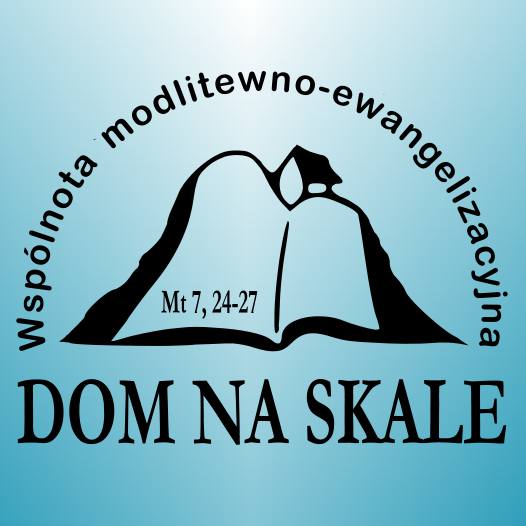 Wspólnota modlitewno-ewangelizacyjna
Mt 7, 24-27
DOM NA SKALE